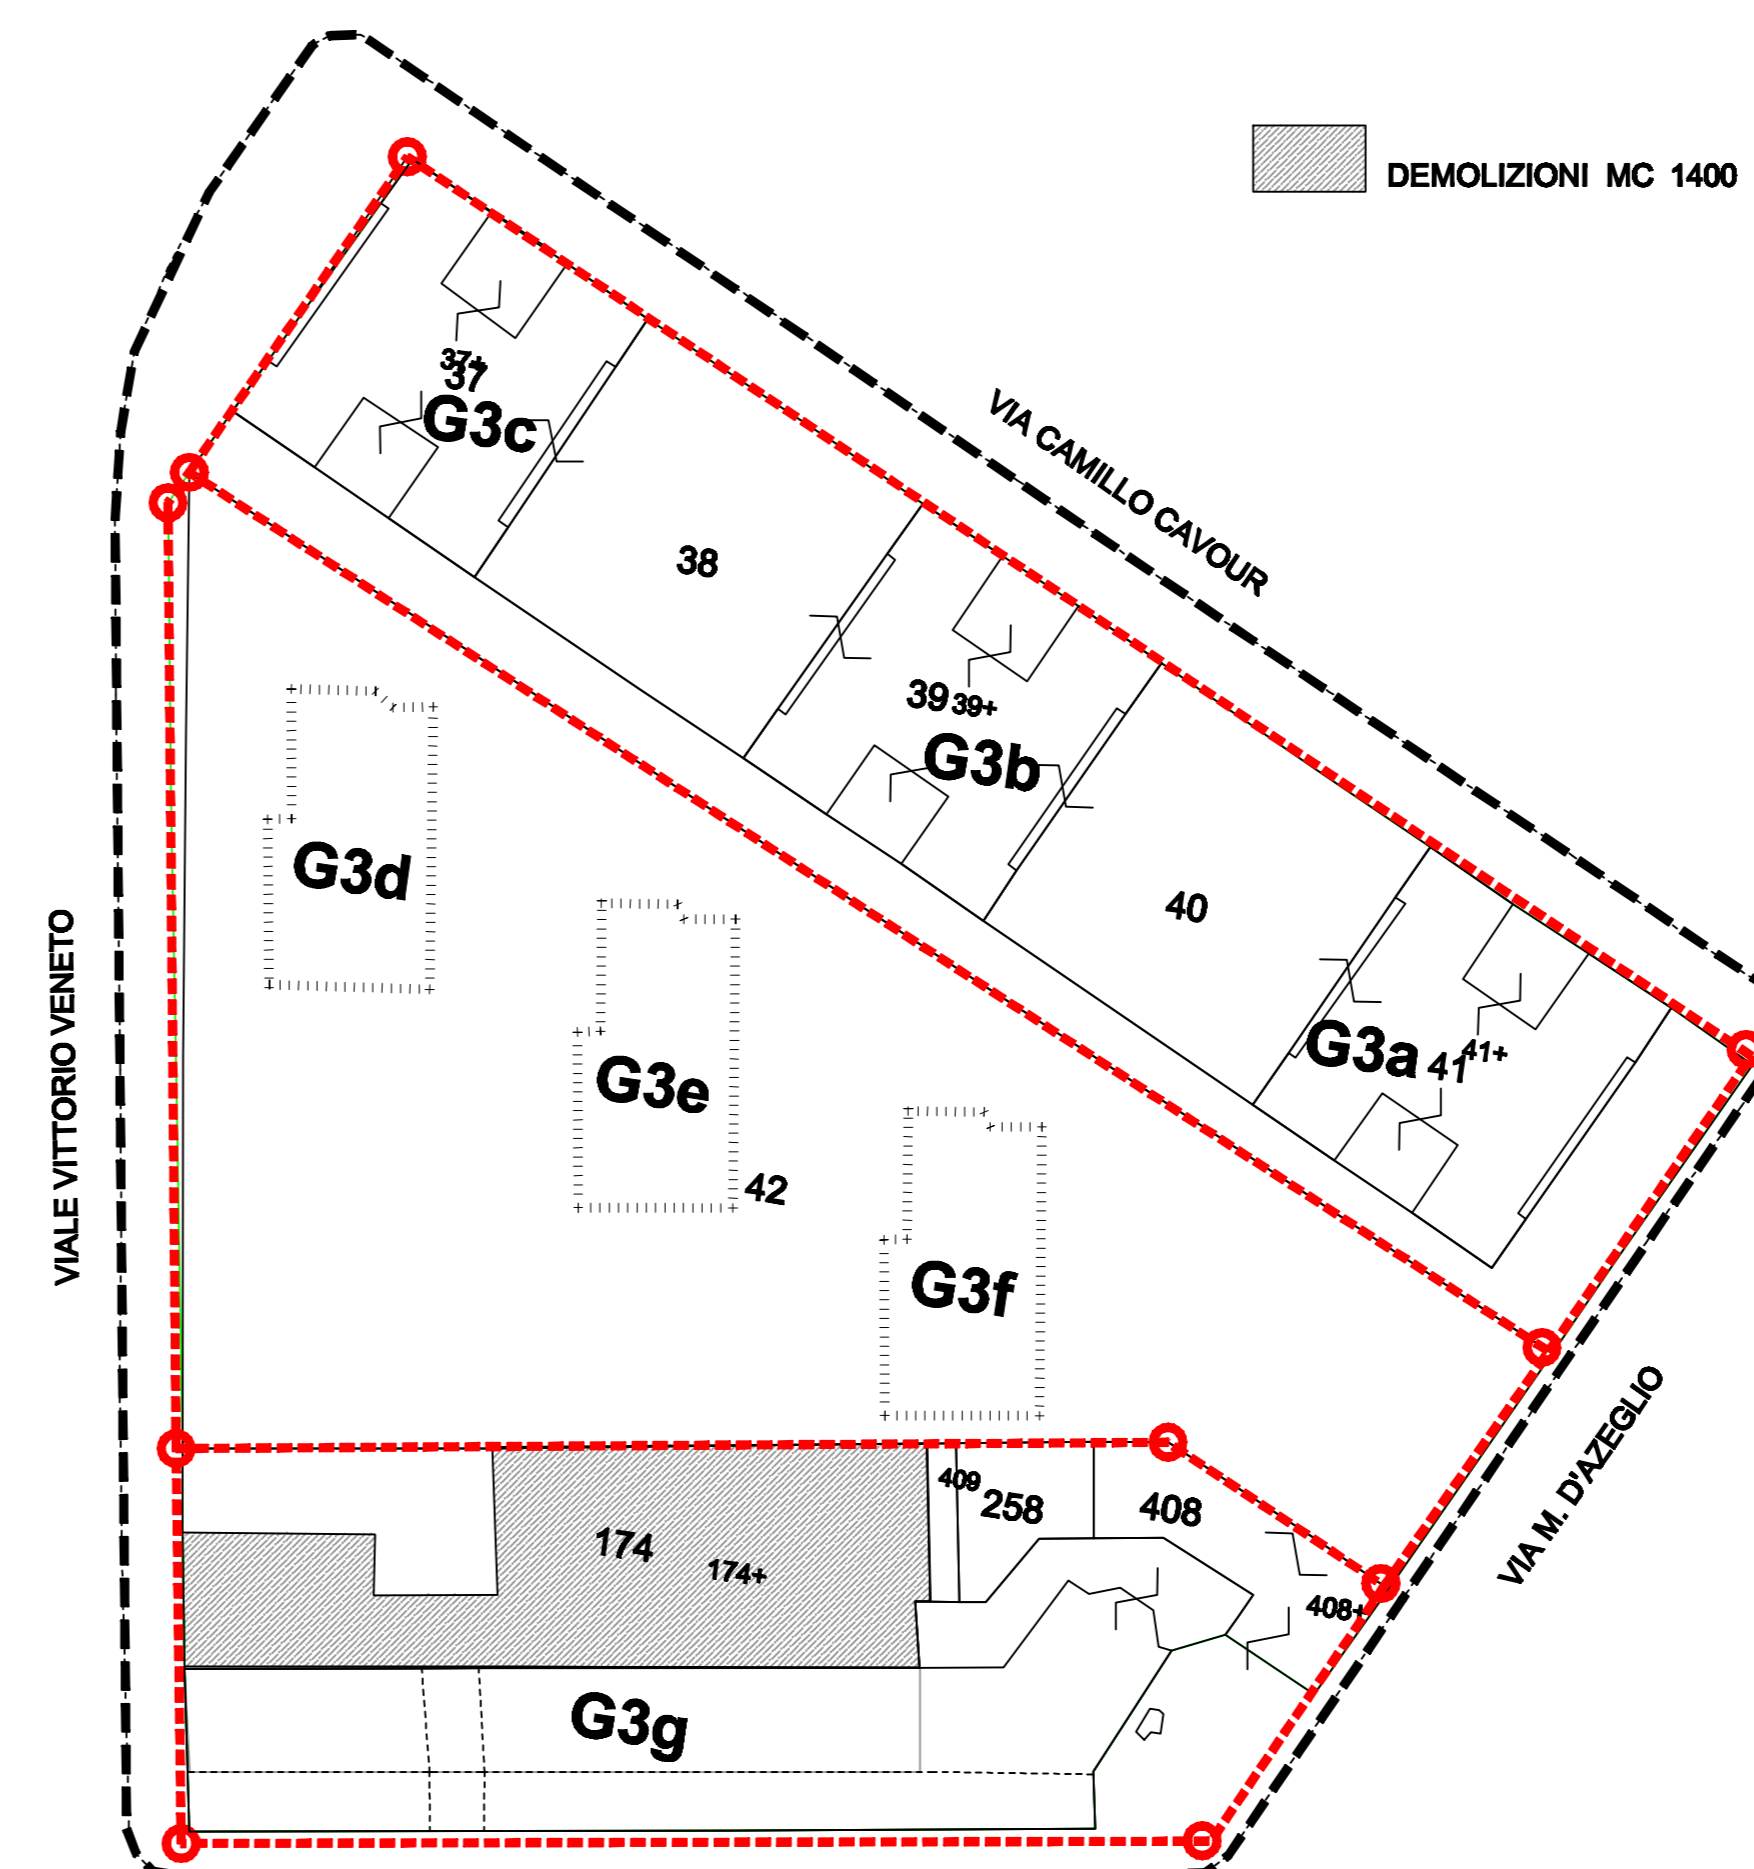 DEMOLIZIONI MC 1400
37+
37
G3c
VIA CAMILLO CAVOUR
38
39 39+
G3b
40
G3d
G3a 41 41+
VIALE VITTORIO VENETO
G3e
42
G3f
VIA M. D'AZEGLIO
409
258
408
174
174+
408+
G3g